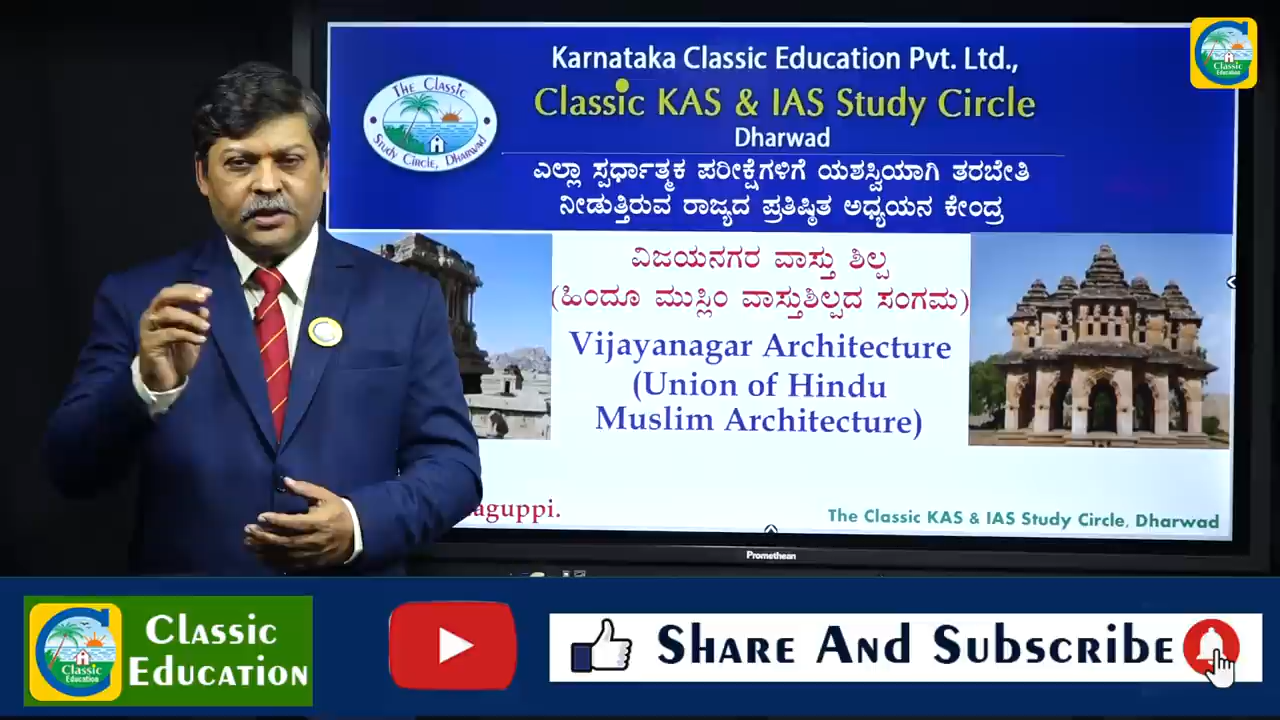 Karnataka Classic Education Pvt. Ltd.,
Classic KAS & IAS Study Circle
Dharwad
ಎಲ್ಲಾ ಸ್ಪರ್ಧಾತ್ಮಕ ಪರೀಕ್ಷೆಗಳಿಗೆ ಯಶಸ್ವಿಯಾಗಿ ತರಬೇತಿ
ನೀಡುತ್ತಿರುವ ರಾಜ್ಯದ ಪ್ರತಿಷ್ಠಿತ ಅಧ್ಯಯನ ಕೇಂದ್ರ
The Classic
Study Circle, Dharwad
Classic
Education
ವಿಜಯನಗರ ವಾಸ್ತು ಶಿಲ್ಪ
(ಹಿಂದೂ ಮುಸ್ಲಿಂ ವಾಸ್ತುಶಿಲ್ಪದ ಸಂಗಮ)
Vijayanagar Architecture
(Union of Hindu
Muslim Architecture)
The Classic KAS & IAS Study Circle, Dharwad
Promethean
Classic
Education
Classic
Education
Share And Subscribe